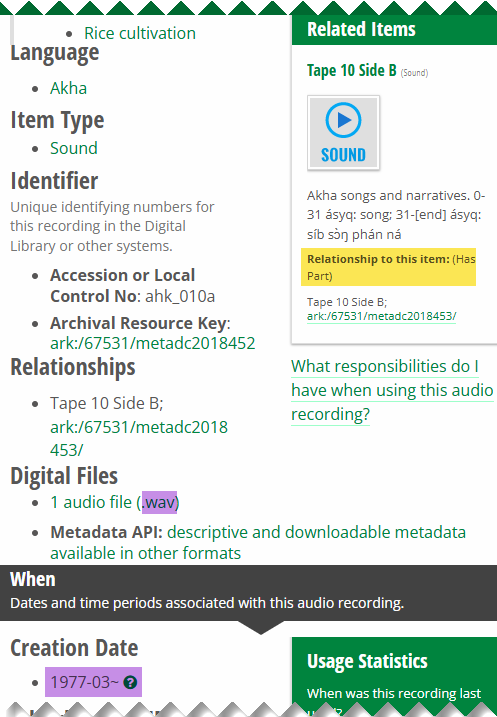 Rice cultivation
Language
Akha
Item Type
Sound
Identifier
Unique identifying numbers for
this recording in the Digital
Library or other systems.
Accession or Local
Control No: ahk_010a
Archival Resource Key:
ark:/67531/metadc2018452
Relationships
Tape 10 Side B;
ark:/67531/metadc2018
453/
Digital Files
1 audio file (.wav)
Metadata API: descriptive and downloadable metadata
available in other formats
Related Items
Tape 10 Side B (Sound)
SOUND
Akha songs and narratives. 0-
31 ásyq: song; 31-[end] ásyq:
síb sɔ̀ŋ phán ná
Relationship to this item: (Has
Part)
Tape 10 Side B;
ark:/67531/metadc2018453/
What responsibilities do I
have when using this audio
recording?
When
Dates and time periods associated with this audio recording.
Creation Date
1977-03~ ?
Usage Statistics
When was this recording last